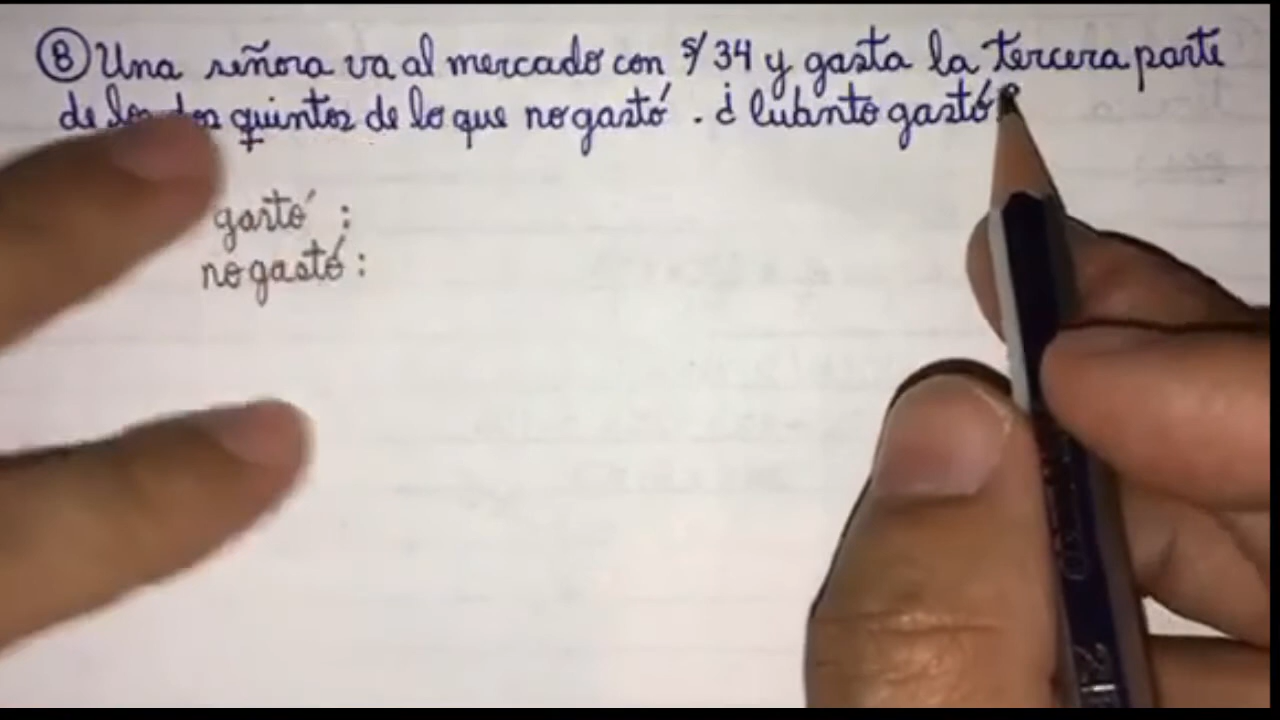 8 Una señora va al mercado con S/ 34 y gasta la tercera parte
de los dos quintos de lo que no gastó. ¿Cuánto gastó?
gastó :
no gastó :